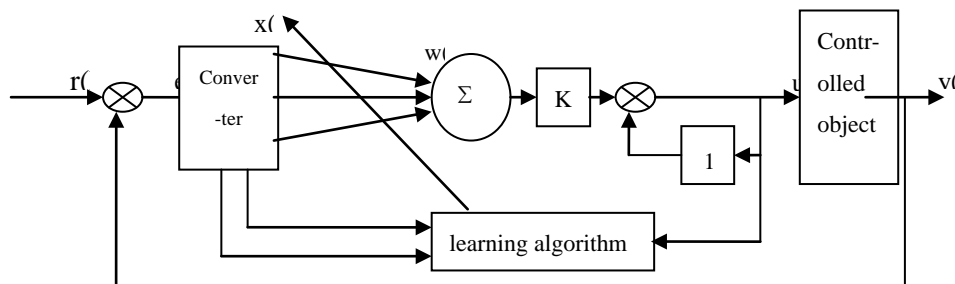 x(
w(
r(
e
Conver
-ter
Σ
K
u
Contr-
olled
object
v(
1
learning algorithm